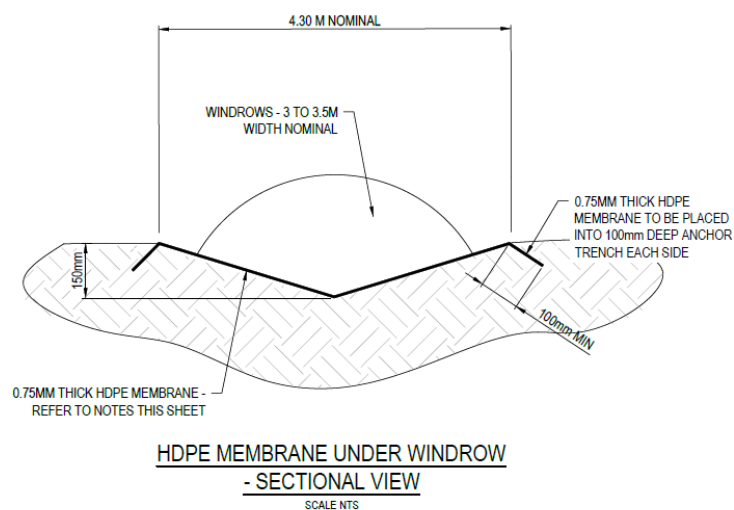 4.30 M NOMINAL
WINDROWS - 3 TO 3.5M
WIDTH NOMINAL
0.75MM THICK HDPE
MEMBRANE TO BE PLACED
INTO 100mm DEEP ANCHOR
TRENCH EACH SIDE
150mm
100mm MIN
0.75MM THICK HDPE MEMBRANE -
REFER TO NOTES THIS SHEET
HDPE MEMBRANE UNDER WINDROW
- SECTIONAL VIEW
SCALE NTS